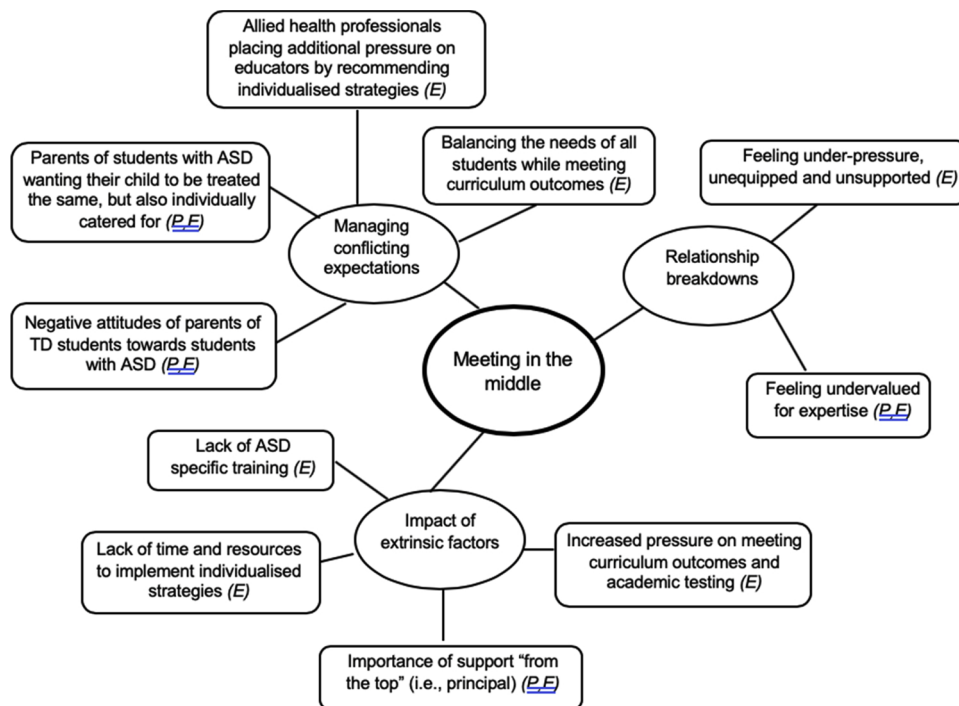 Allied health professionals
placing additional pressure on
educators by recommending
individualised strategies (E)
Parents of students with ASD
wanting their child to be treated
the same, but also individually
catered for (P,E)
Balancing the needs of all
students while meeting
curriculum outcomes (E)
Feeling under-pressure,
unequipped and unsupported (E)
Managing
conflicting
expectations
Relationship
breakdowns
Negative attitudes of parents of
TD students towards students
with ASD (P,E)
Meeting in the
middle
Feeling undervalued
for expertise (P,E)
Lack of ASD
specific training (E)
Impact of
extrinsic factors
Lack of time and resources
to implement individualised
strategies (E)
Increased pressure on meeting
curriculum outcomes and
academic testing (E)
Importance of support “from
the top” (i.e., principal) (P,E)